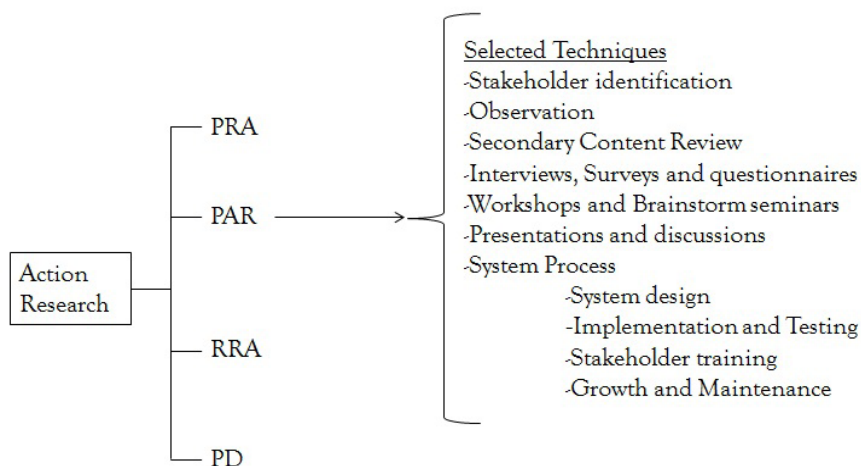 Action
Research
PRA
PAR
RRA
PD
Selected Techniques
-Stakeholder identification
-Observation
-Secondary Content Review
-Interviews, Surveys and questionnaires
-Workshops and Brainstorm seminars
-Presentations and discussions
-System Process
-System design
-Implementation and Testing
-Stakeholder training
-Growth and Maintenance